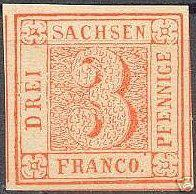 SACHSEN
DREI
3
PFENNIGE
FRANCO.